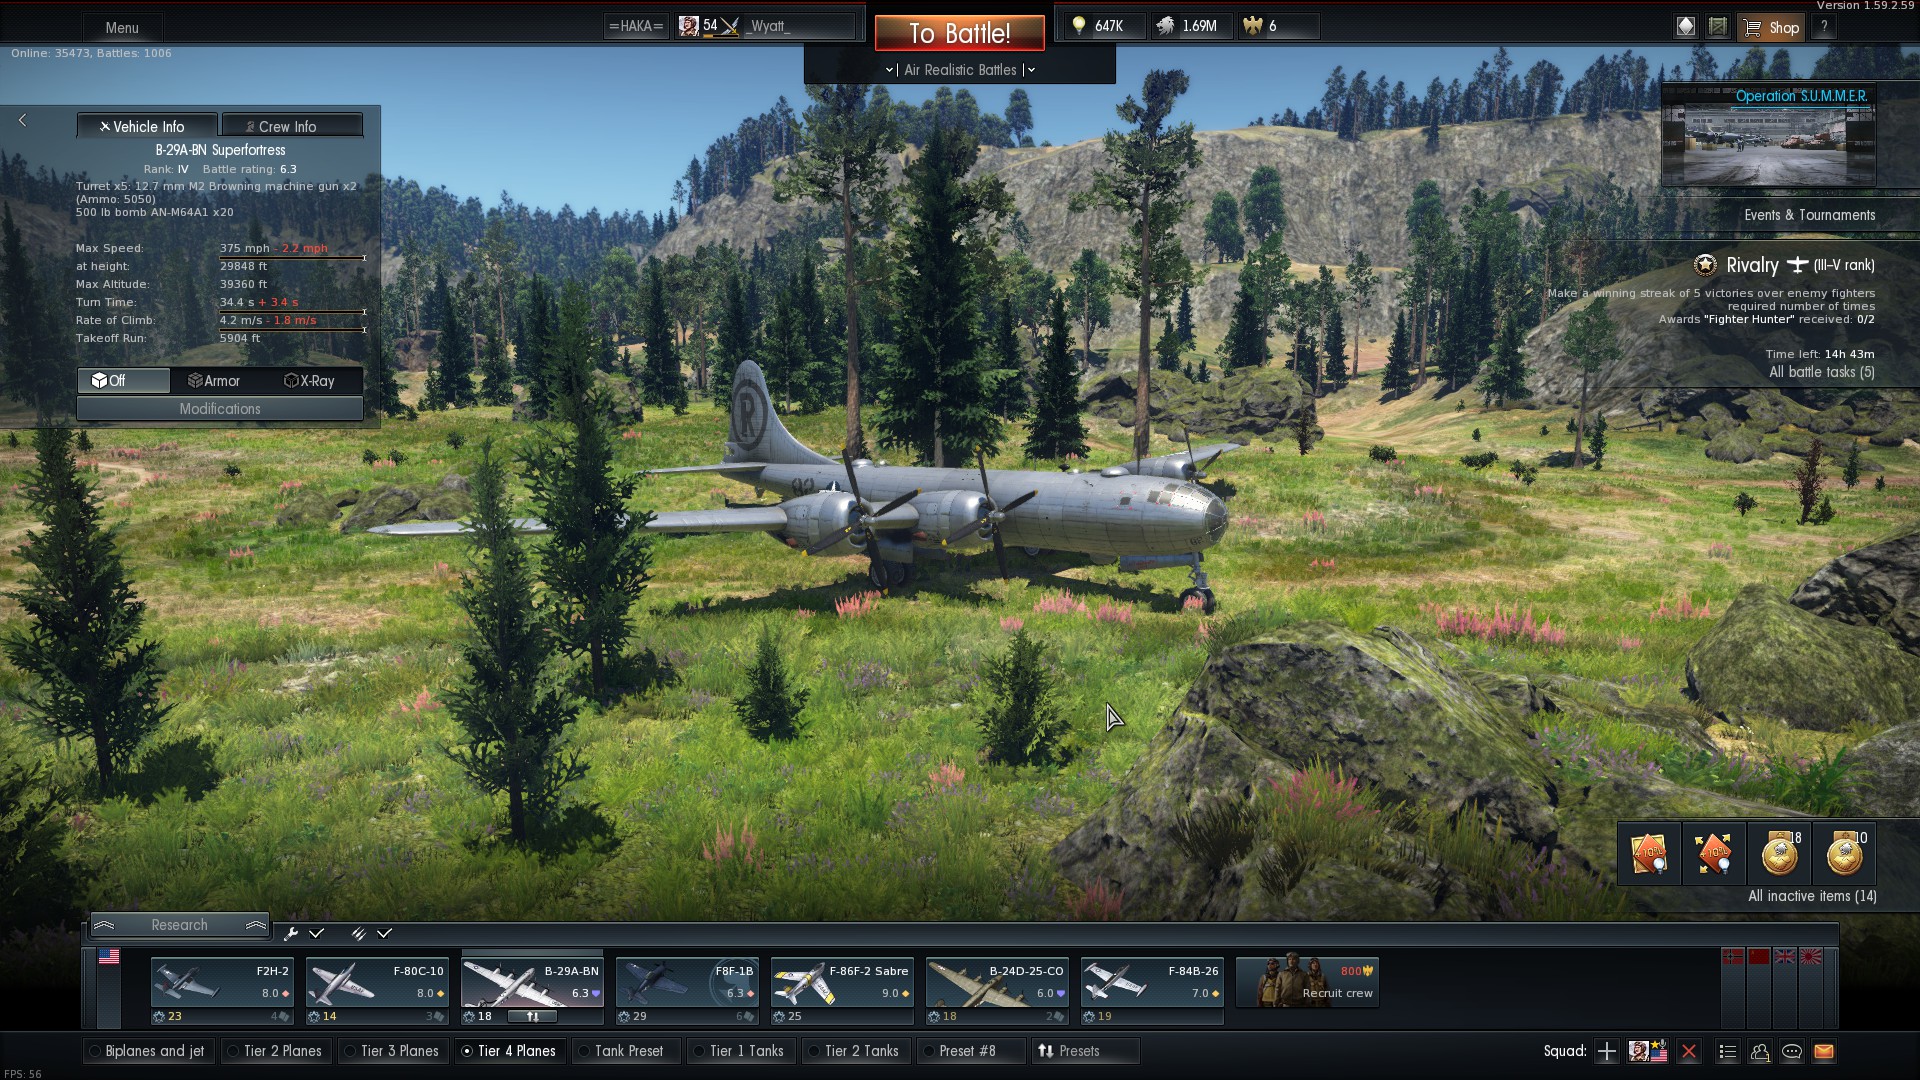 Version 1.59.2.59
Menu
=HAKA=
54
_Wyatt_
To Battle!
647K
1.69M
6
Shop
?
Online: 35473, Battles: 1006
Air Realistic Battles
Vehicle Info
Crew Info
B-29A-BN Superfortress
Rank: IV Battle rating: 6.3
Turret x5: 12.7 mm M2 Browning machine gun x2
(Ammo: 5050)
500 lb bomb AN-M64A1 x20
Max Speed: 375 mph - 2.2 mph
at height: 29848 ft
Max Altitude: 39360 ft
Turn Time: 34.4 s + 3.4 s
Rate of Climb: 4.2 m/s - 1.8 m/s
Takeoff Run: 5904 ft
Off
Armor
X-Ray
Modifications
Operation S.U.M.M.E.R.
Events & Tournaments
Rivalry (III–V rank)
Make a winning streak of 5 victories over enemy fighters
required number of times
Awards "Fighter Hunter" received: 0/2
Time left: 14h 43m
All battle tasks (5)
R
+10%
+10%
18
10
All inactive items (14)
Research
F2H-2
8.0
23
4
F-80C-10
8.0
14
3
B-29A-BN
6.3
18
F8F-1B
6.3
29
6
F-86F-2 Sabre
9.0
25
B-24D-25-CO
6.0
18
2
F-84B-26
7.0
19
800
Recruit crew
Biplanes and jet
Tier 2 Planes
Tier 3 Planes
Tier 4 Planes
Tank Preset
Tier 1 Tanks
Tier 2 Tanks
Preset #8
Presets
Squad:
FPS: 56